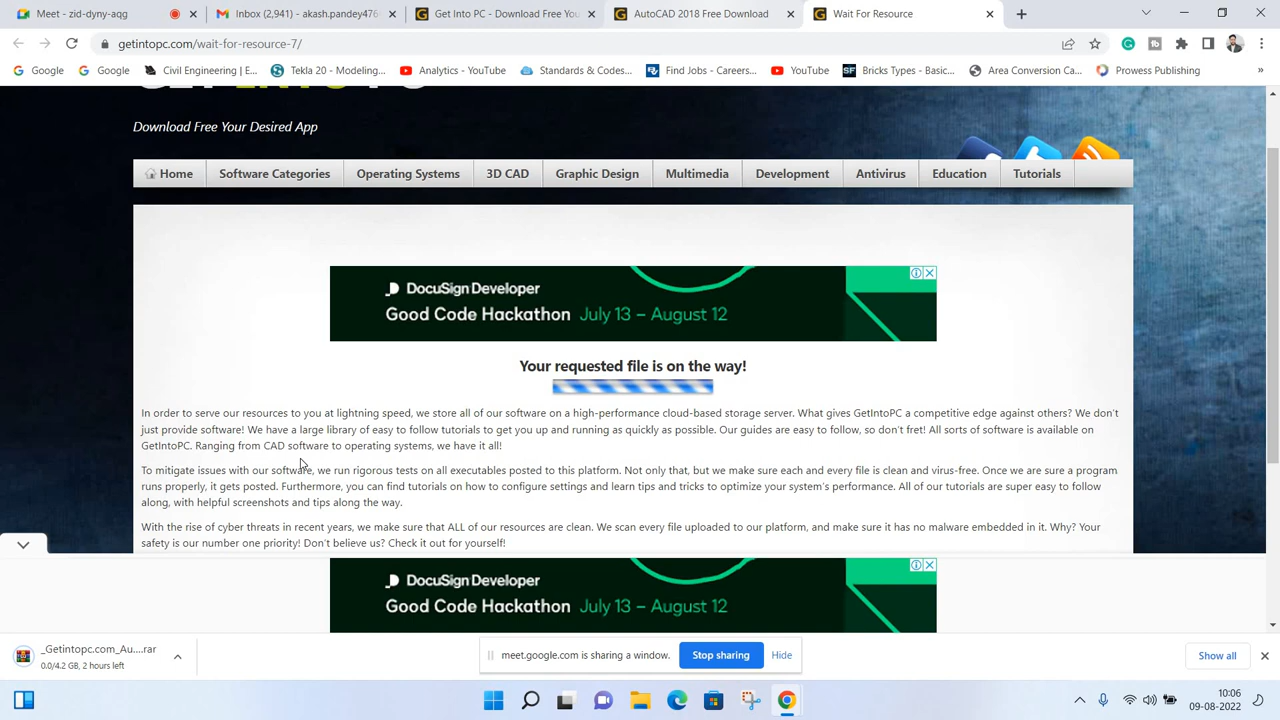 Meet - zid-dyny-qqg
Inbox (2,941) - akash.pandey476
Get Into PC - Download Free You
AutoCAD 2018 Free Download
Wait For Resource
getintopc.com/wait-for-resource-7/
Google
Google
Civil Engineering | E...
Tekla 20 - Modeling...
Analytics - YouTube
Standards & Codes...
Find Jobs - Careers...
YouTube
Bricks Types - Basic...
Area Conversion Ca...
Prowess Publishing
»
Download Free Your Desired App
Home
Software Categories
Operating Systems
3D CAD
Graphic Design
Multimedia
Development
Antivirus
Education
Tutorials
DocuSign Developer
Good Code Hackathon July 13 – August 12
Your requested file is on the way!
In order to serve our resources to you at lightning speed, we store all of our software on a high-performance cloud-based storage server. What gives GetIntoPC a competitive edge against others? We don't
just provide software! We have a large library of easy to follow tutorials to get you up and running as quickly as possible. Our guides are easy to follow, so don't fret! All sorts of software is available on
GetIntoPC. Ranging from CAD software to operating systems, we have it all!
To mitigate issues with our software, we run rigorous tests on all executables posted to this platform. Not only that, but we make sure each and every file is clean and virus-free. Once we are sure a program
runs properly, it gets posted. Furthermore, you can find tutorials on how to configure settings and learn tips and tricks to optimize your system's performance. All of our tutorials are super easy to follow
along, with helpful screenshots and tips along the way.
With the rise of cyber threats in recent years, we make sure that ALL of our resources are clean. We scan every file uploaded to our platform, and make sure it has no malware embedded in it. Why? Your
safety is our number one priority! Don't believe us? Check it out for yourself!
DocuSign Developer
Good Code Hackathon July 13 – August 12
_Getintopc.com_Au....rar
0.0/4.2 GB, 2 hours left
meet.google.com is sharing a window.
Stop sharing
Hide
Show all
10:06
09-08-2022